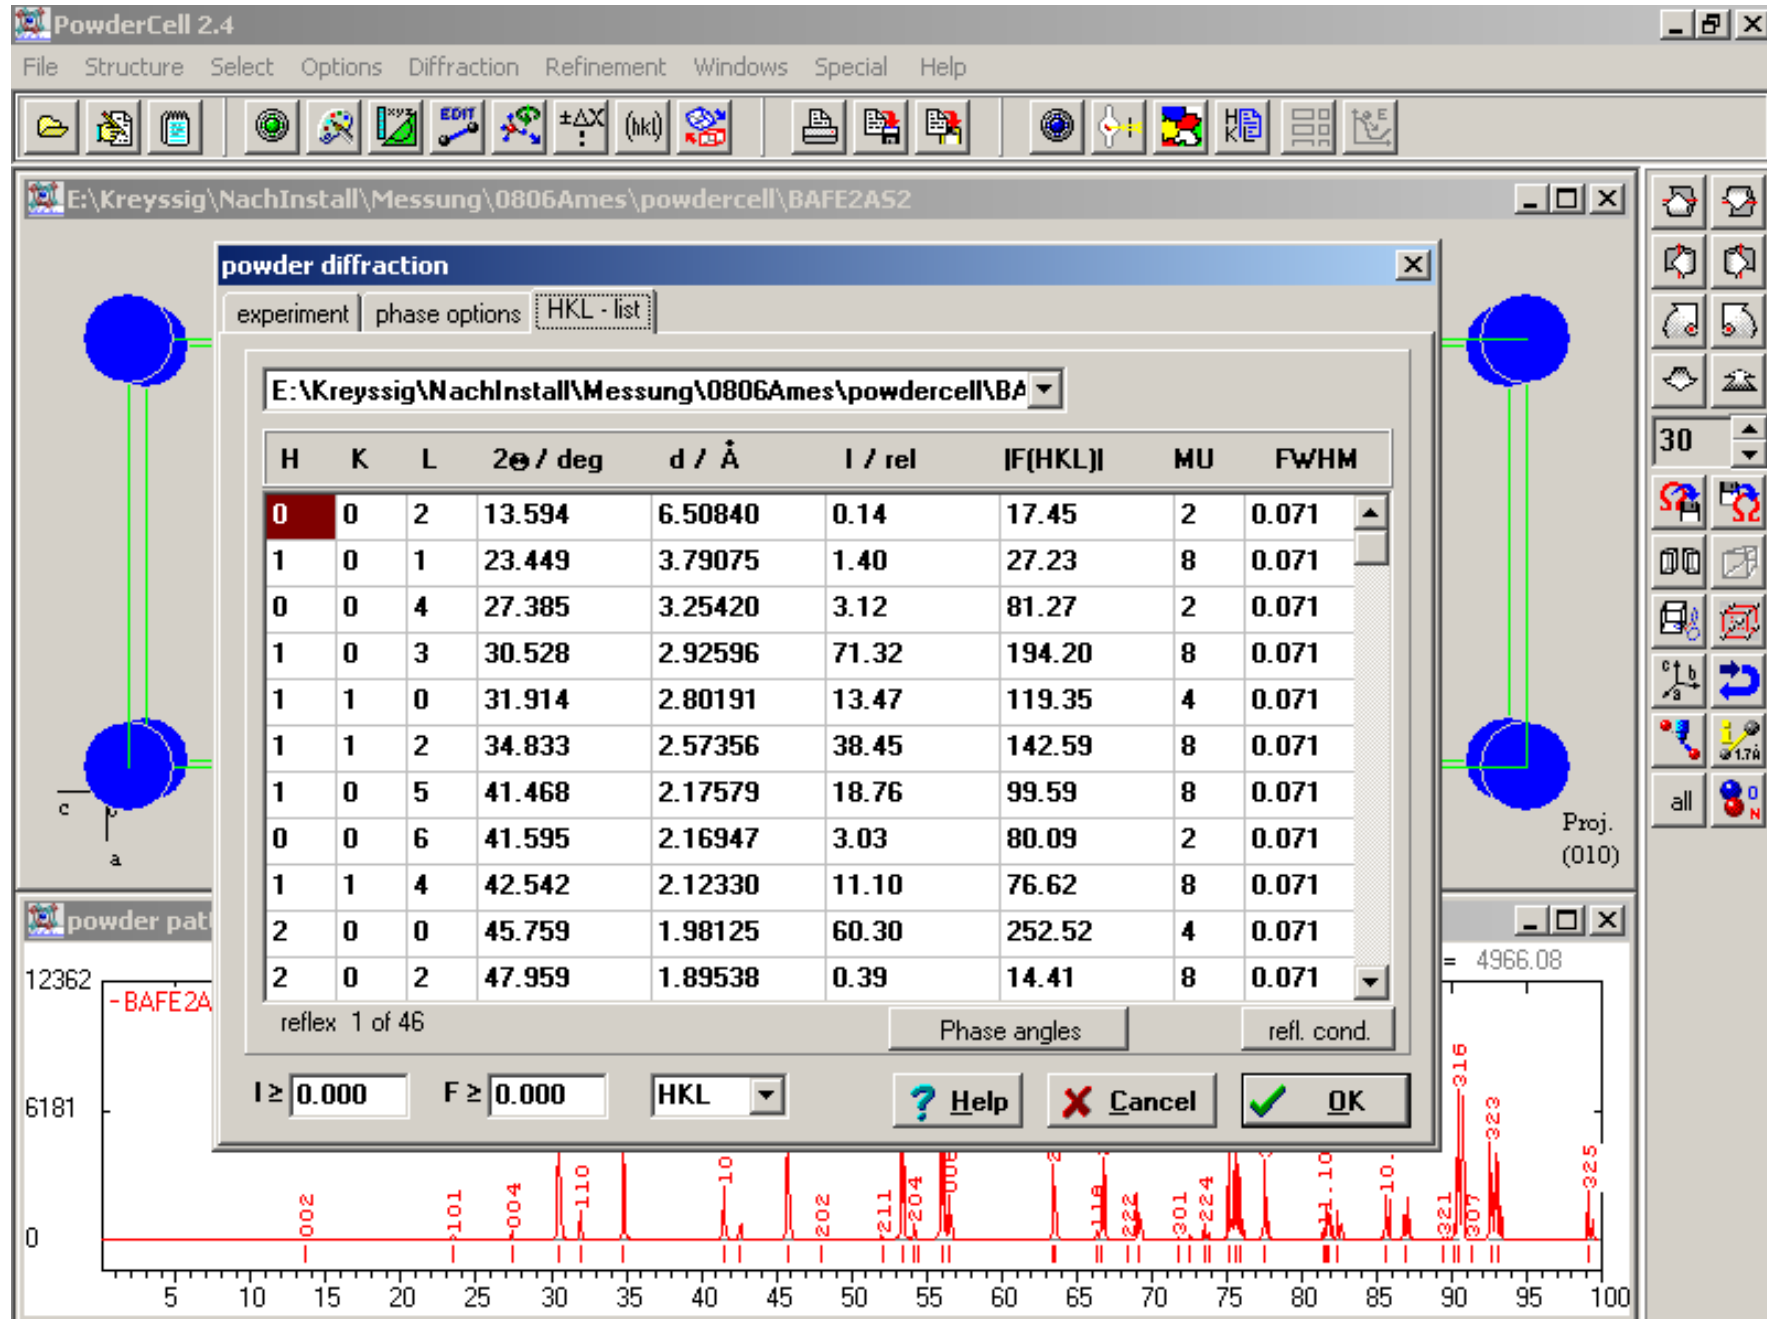 PowderCell 2.4
File Structure Select Options Diffraction Refinement Windows Special Help
EDIT ±ΔX (hkl)
E:\Kreyssig\NachInstall\Messung\0806Ames\powdercell\BAFE2AS2
powder diffraction
experiment phase options HKL - list
E:\Kreyssig\NachInstall\Messung\0806Ames\powdercell\BA
H K L 2Θ / deg d / Å I / rel |F(HKL)| MU FWHM
0 0 2 13.594 6.50840 0.14 17.45 2 0.071
1 0 1 23.449 3.79075 1.40 27.23 8 0.071
0 0 4 27.385 3.25420 3.12 81.27 2 0.071
1 0 3 30.528 2.92596 71.32 194.20 8 0.071
1 1 0 31.914 2.80191 13.47 119.35 4 0.071
1 1 2 34.833 2.57356 38.45 142.59 8 0.071
1 0 5 41.468 2.17579 18.76 99.59 8 0.071
0 0 6 41.595 2.16947 3.03 80.09 2 0.071
1 1 4 42.542 2.12330 11.10 76.62 8 0.071
2 0 0 45.759 1.98125 60.30 252.52 4 0.071
2 0 2 47.959 1.89538 0.39 14.41 8 0.071
reflex 1 of 46
Phase angles
refl. cond.
I ≥ 0.000 F ≥ 0.000 HKL
Help Cancel OK
30
all
c
a
Proj.
(010)
powder pat
= 4966.08
12362
-BAFE2A
6181
0
002 101 004 110 10 202 211 204 006 118 222 301 224 11.10 10. 321 316 307 323 325
5 10 15 20 25 30 35 40 45 50 55 60 65 70 75 80 85 90 95 100